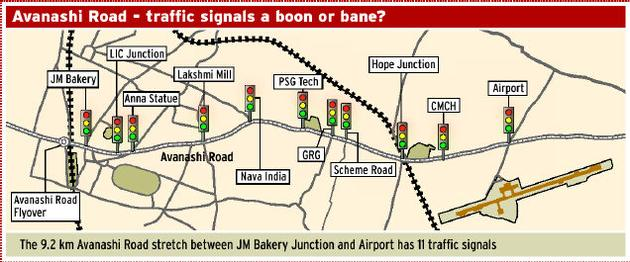 Avanashi Road - traffic signals a boon or bane?
LIC Junction
JM Bakery
Lakshmi Mill
Anna Statue
PSG Tech
Hope Junction
CMCH
Airport
Avanashi Road
GRG
Scheme Road
Nava India
Avanashi Road
Flyover
The 9.2 km Avanashi Road stretch between JM Bakery Junction and Airport has 11 traffic signals